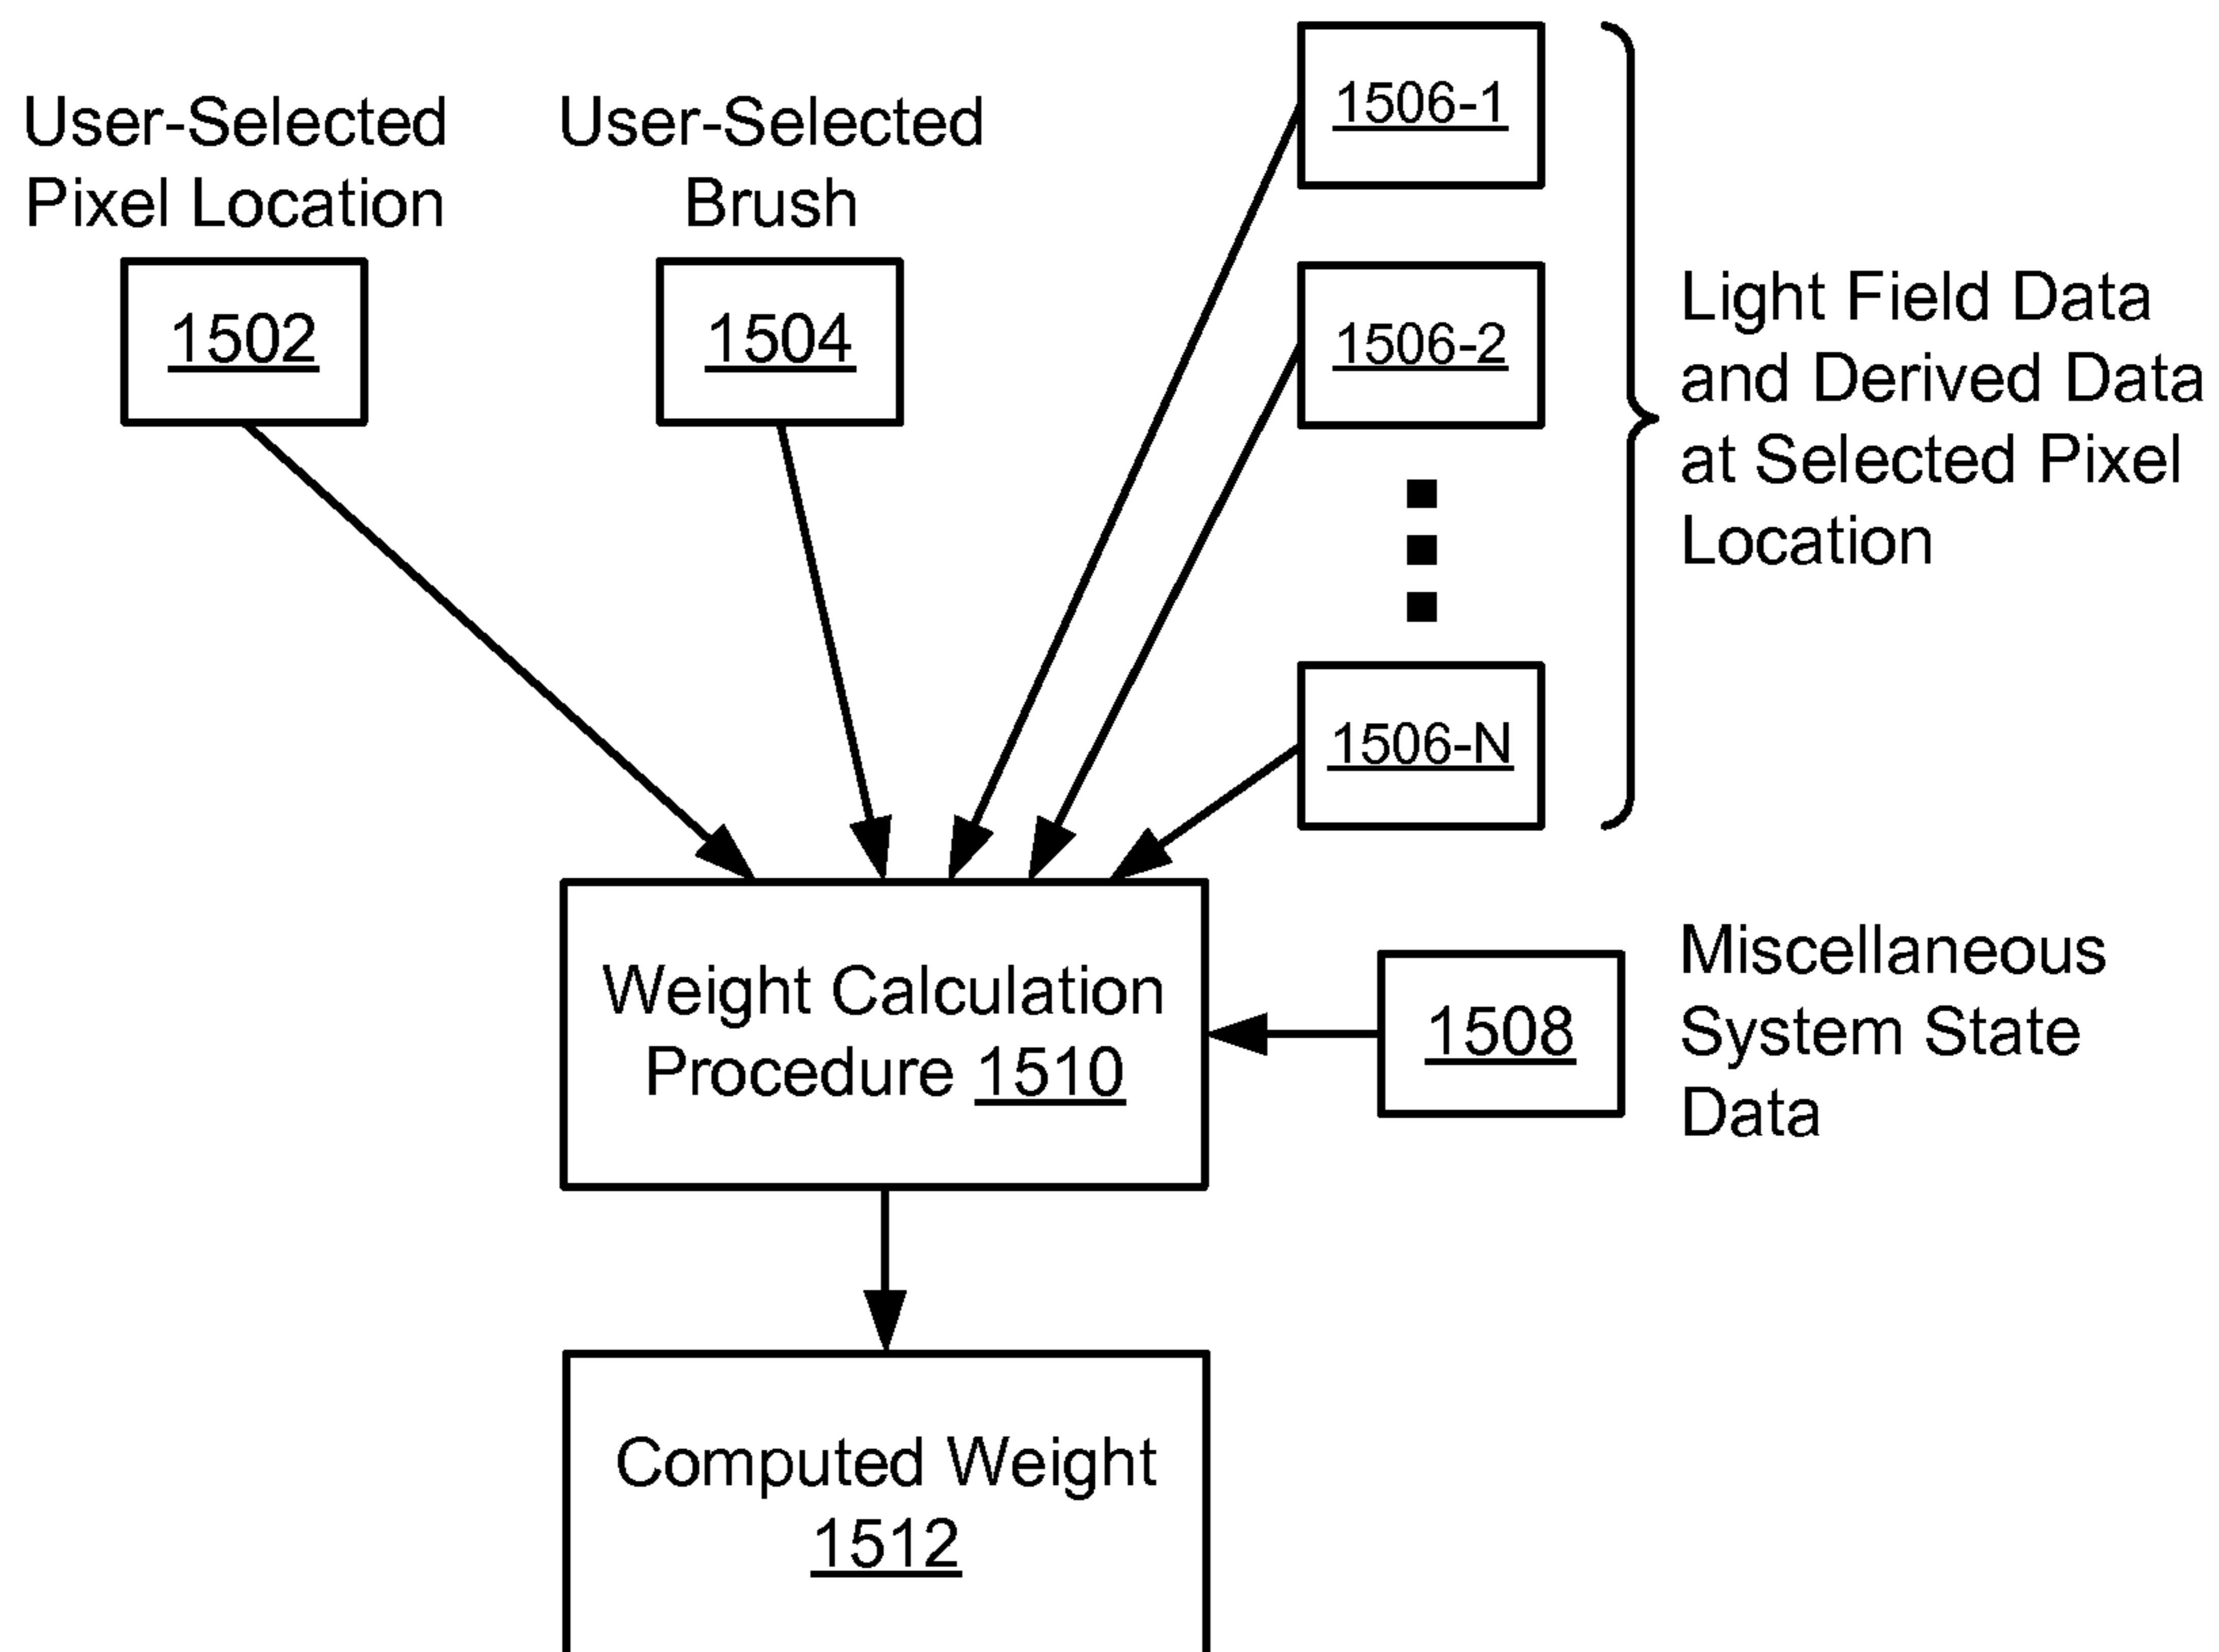 User-Selected
Pixel Location
1502
User-Selected
Brush
1504
1506-1
1506-2
1506-N
Light Field Data
and Derived Data
at Selected Pixel
Location
Weight Calculation
Procedure 1510
1508
Miscellaneous
System State
Data
Computed Weight
1512